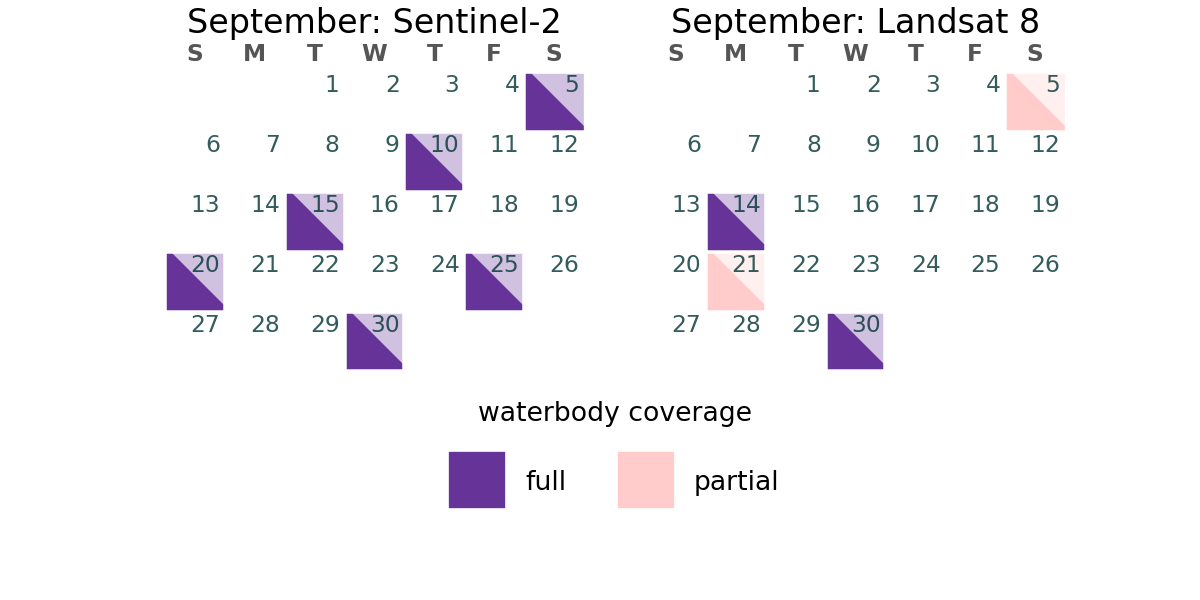 September: Sentinel-2
S M T W T F S
1 2 3 4 5
6 7 8 9 10 11 12
13 14 15 16 17 18 19
20 21 22 23 24 25 26
27 28 29 30
September: Landsat 8
S M T W T F S
1 2 3 4 5
6 7 8 9 10 11 12
13 14 15 16 17 18 19
20 21 22 23 24 25 26
27 28 29 30
waterbody coverage
full
partial